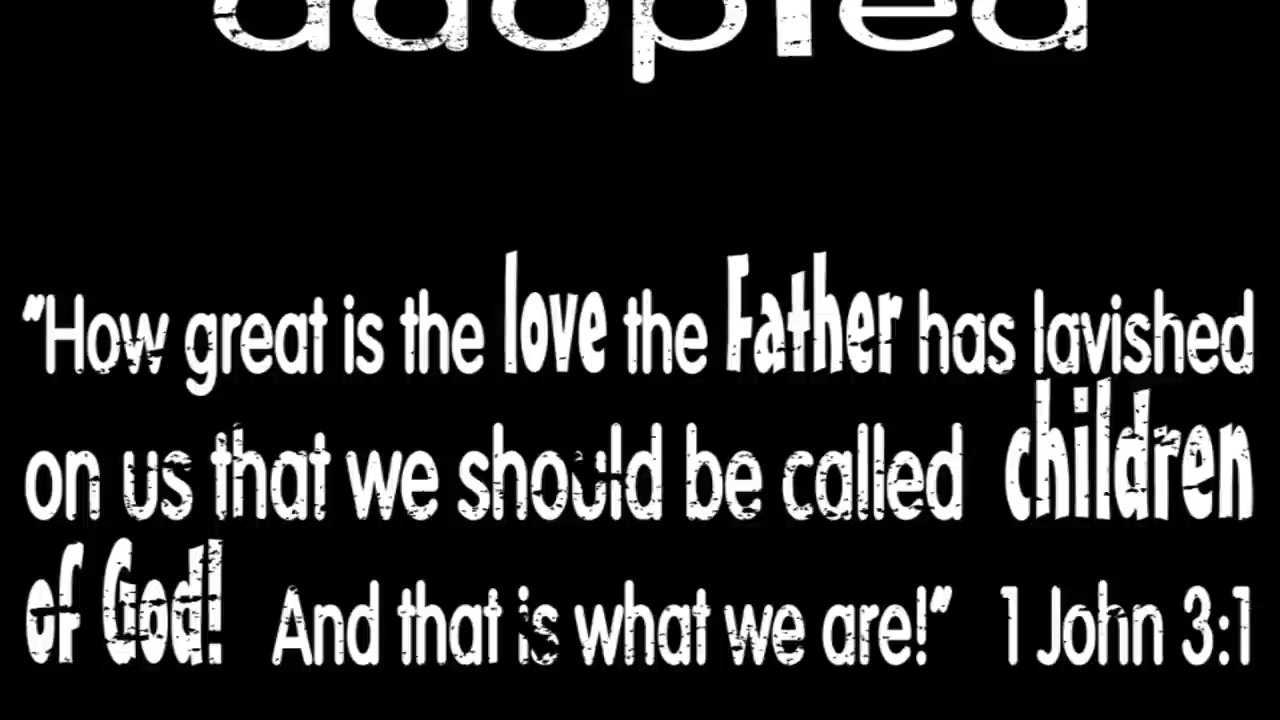 adopted
“How great is the love the Father has lavished
on us that we should be called children
of God! And that is what we are!” 1 John 3:1